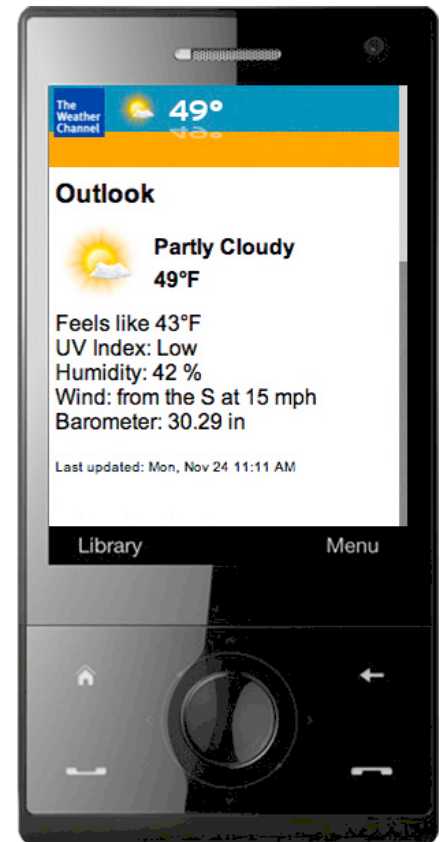 The
Weather
Channel
49°
Outlook
Partly Cloudy
49°F
Feels like 43°F
UV Index: Low
Humidity: 42 %
Wind: from the S at 15 mph
Barometer: 30.29 in
Last updated: Mon, Nov 24 11:11 AM
Library Menu